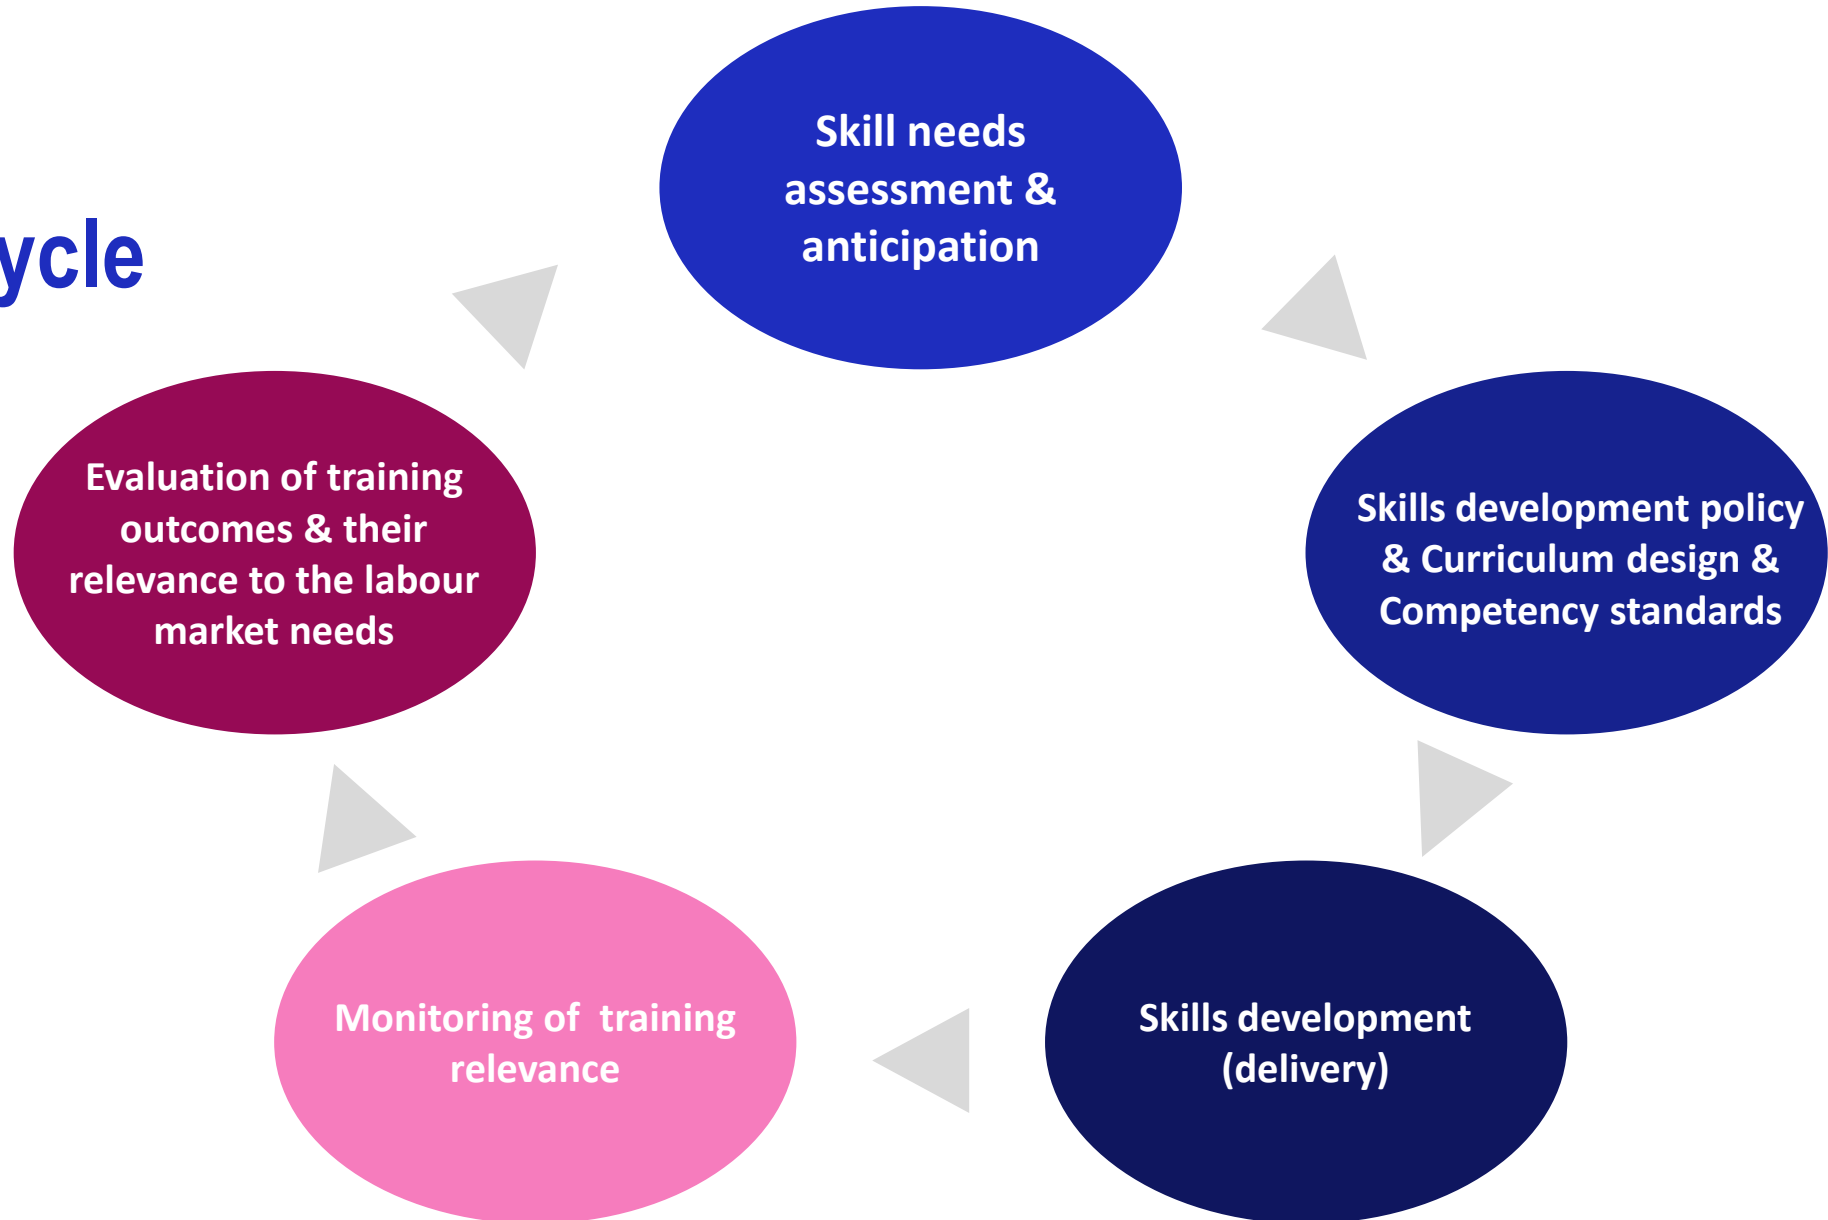 ycle
Skill needs
assessment &
anticipation
Skills development policy
& Curriculum design &
Competency standards
Skills development
(delivery)
Monitoring of  training
relevance
Evaluation of training
outcomes & their
relevance to the labour
market needs